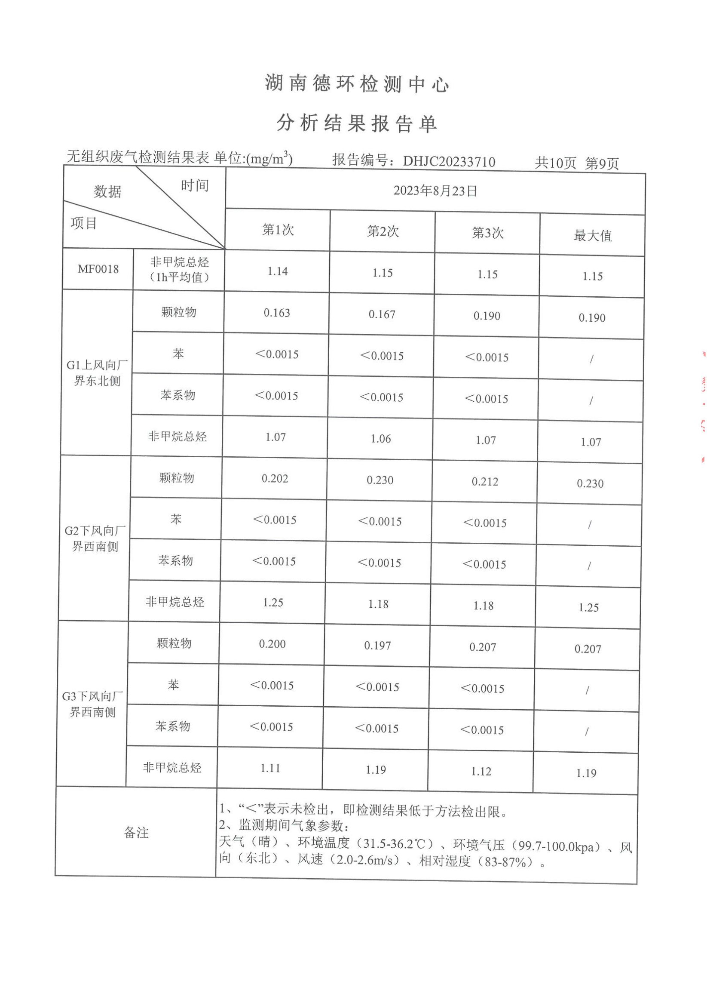 湖南德环检测中心
分析结果报告单
无组织废气检测结果表 单位:(mg/m³) 报告编号：DHJC20233710 共10页 第9页
数据 时间 项目 2023年8月23日
第1次 第2次 第3次 最大值
MF0018 非甲烷总烃（1h平均值） 1.14 1.15 1.15 1.15
G1上风向厂界东北侧 颗粒物 0.163 0.167 0.190 0.190
苯 ＜0.0015 ＜0.0015 ＜0.0015 /
苯系物 ＜0.0015 ＜0.0015 ＜0.0015 /
非甲烷总烃 1.07 1.06 1.07 1.07
G2下风向厂界西南侧 颗粒物 0.202 0.230 0.212 0.230
苯 ＜0.0015 ＜0.0015 ＜0.0015 /
苯系物 ＜0.0015 ＜0.0015 ＜0.0015 /
非甲烷总烃 1.25 1.18 1.18 1.25
G3下风向厂界西南侧 颗粒物 0.200 0.197 0.207 0.207
苯 ＜0.0015 ＜0.0015 ＜0.0015 /
苯系物 ＜0.0015 ＜0.0015 ＜0.0015 /
非甲烷总烃 1.11 1.19 1.12 1.19
备注
1、“＜”表示未检出，即检测结果低于方法检出限。
2、监测期间气象参数：
天气（晴）、环境温度（31.5-36.2℃）、环境气压（99.7-100.0kpa）、风
向（东北）、风速（2.0-2.6m/s）、相对湿度（83-87%）。